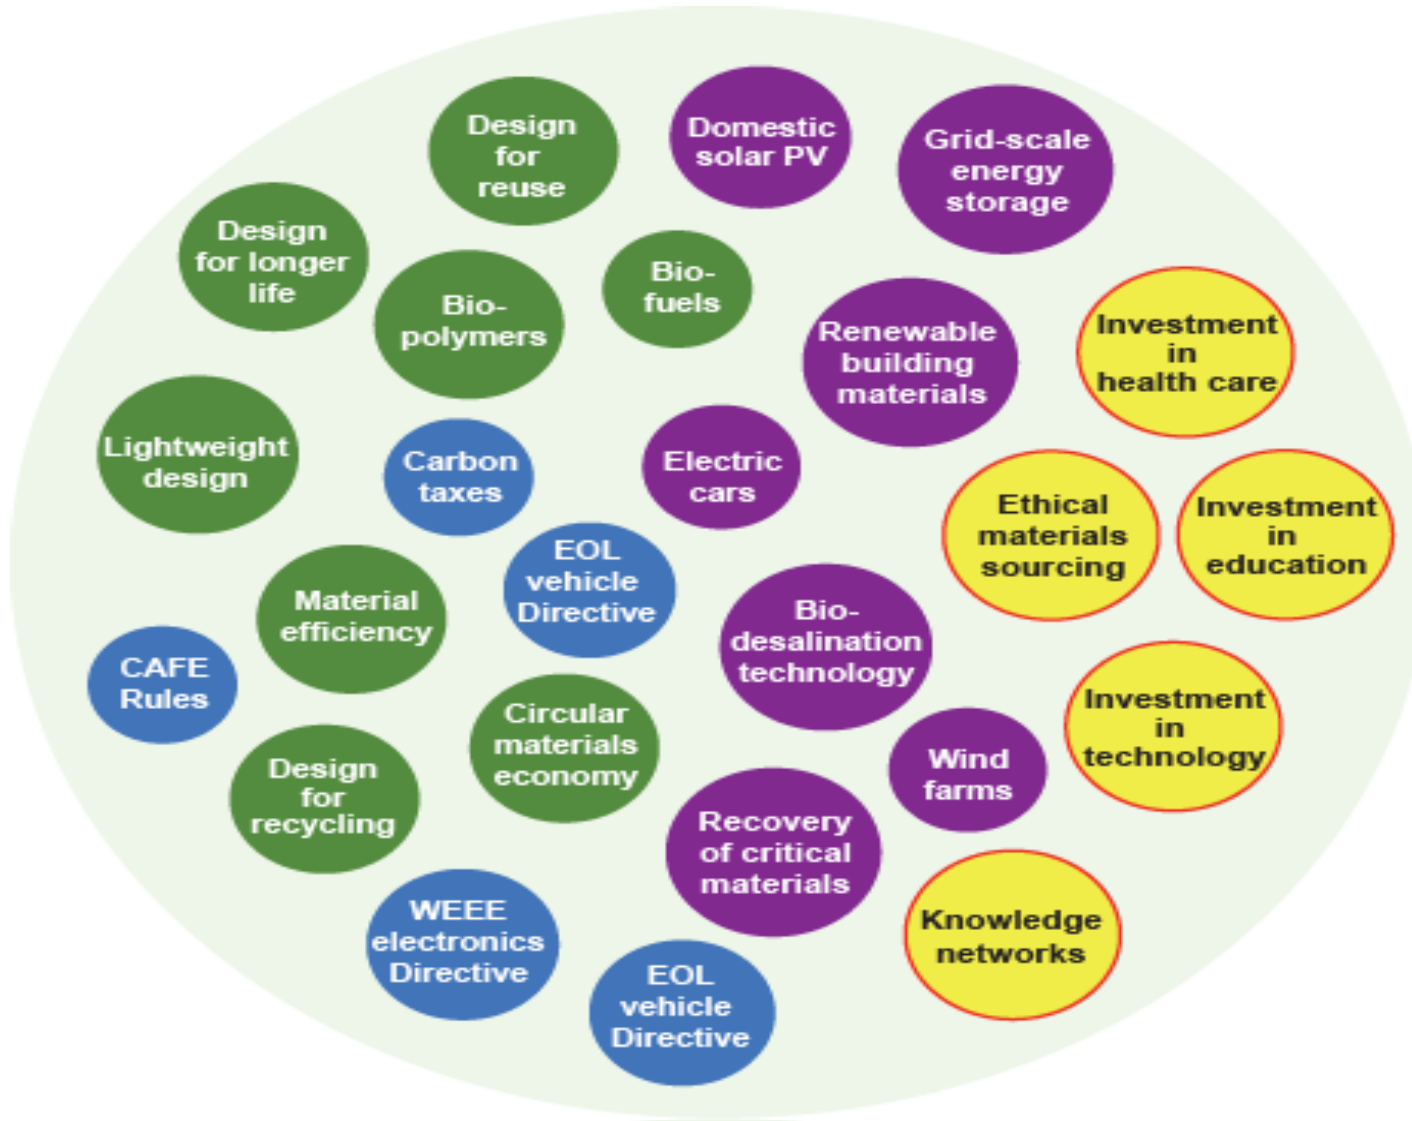 Design
for
reuse
Domestic
solar PV
Grid-scale
energy
storage
Design
for longer
life
Bio-
polymers
Bio-
fuels
Renewable
building
materials
Investment
in
health care
Lightweight
design
Carbon
taxes
Electric
cars
Ethical
materials
sourcing
Investment
in
education
Material
efficiency
EOL
vehicle
Directive
Bio-
desalination
technology
CAFE
Rules
Circular
materials
economy
Investment
in
technology
Design
for
recycling
Wind
farms
Recovery
of critical
materials
WEEE
electronics
Directive
EOL
vehicle
Directive
Knowledge
networks